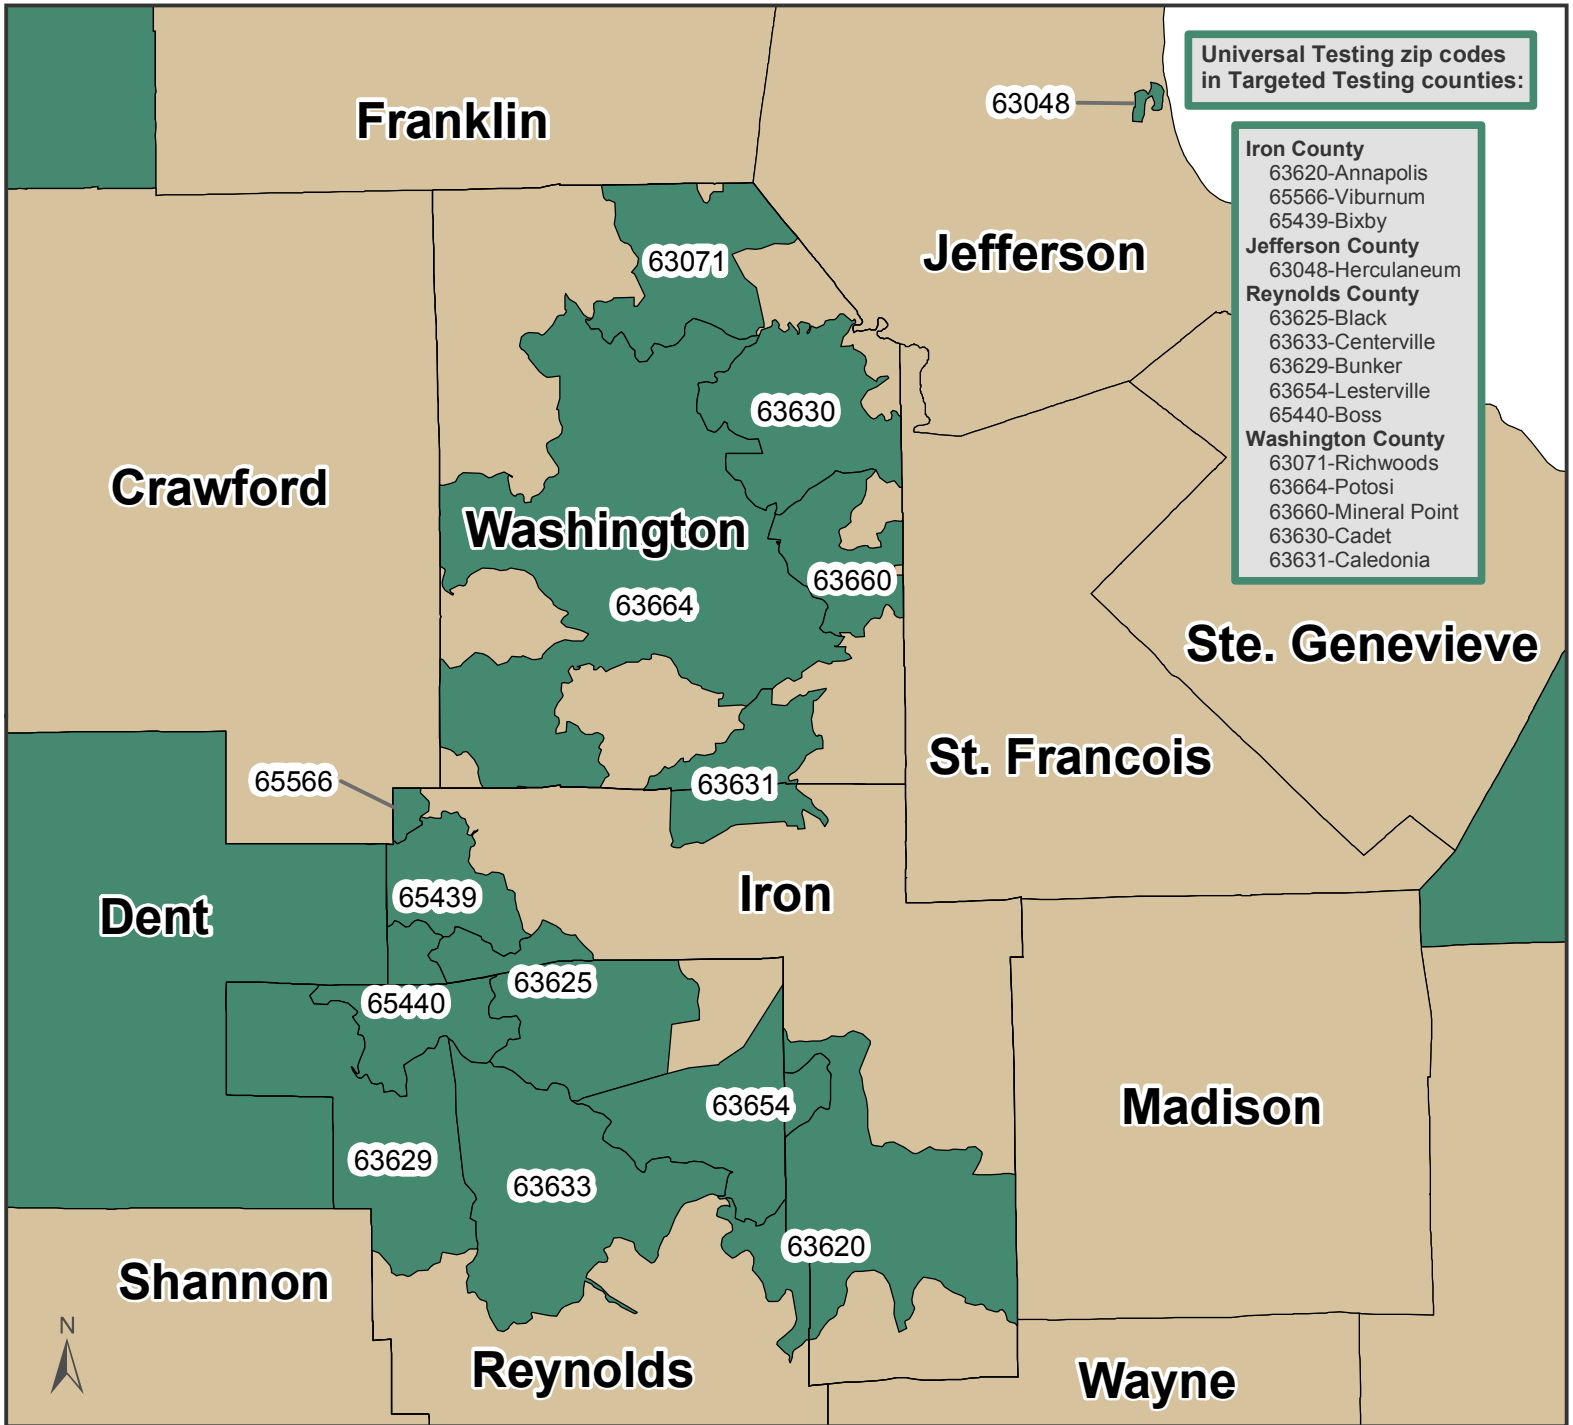 Universal Testing zip codes
in Targeted Testing counties:
63048
Franklin
Iron County
63620-Annapolis
65566-Viburnum
65439-Bixby
Jefferson County
63048-Herculaneum
Reynolds County
63625-Black
63633-Centerville
63629-Bunker
63654-Lesterville
65440-Boss
Washington County
63071-Richwoods
63664-Potosi
63660-Mineral Point
63630-Cadet
63631-Caledonia
Jefferson
63071
63630
Crawford
Washington
63660
63664
Ste. Genevieve
St. Francois
65566
63631
Iron
65439
Dent
63625
65440
63654
Madison
63629
63633
63620
Shannon
N
Reynolds
Wayne